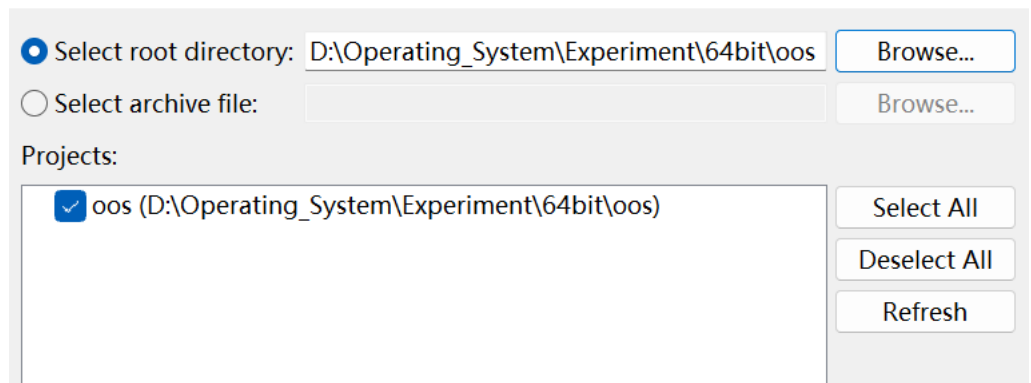 Select root directory: D:\Operating_System\Experiment\64bit\oos Browse...
Select archive file: Browse...
Projects:
oos (D:\Operating_System\Experiment\64bit\oos) Select All
Deselect All
Refresh